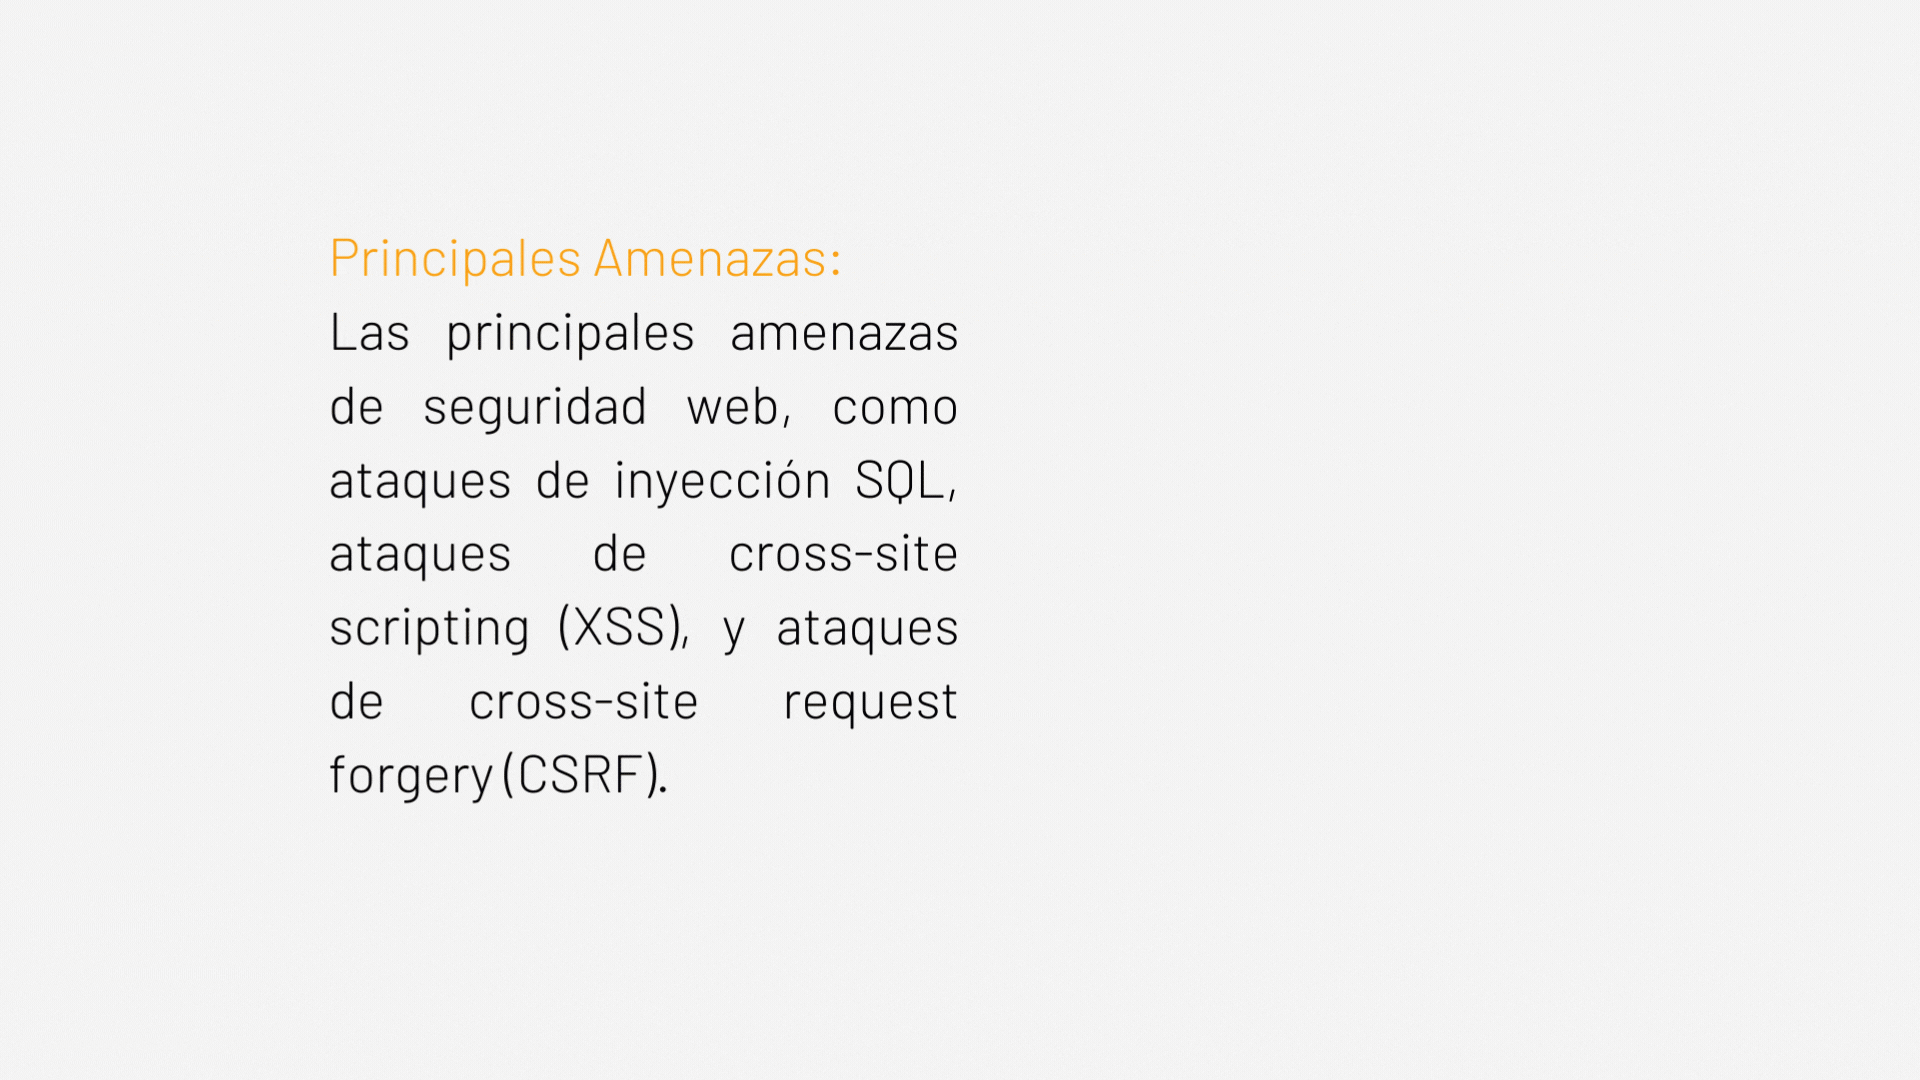 Principales Amenazas:
Las principales amenazas
de seguridad web, como
ataques de inyección SQL,
ataques de cross-site
scripting (XSS), y ataques
de cross-site request
forgery (CSRF).